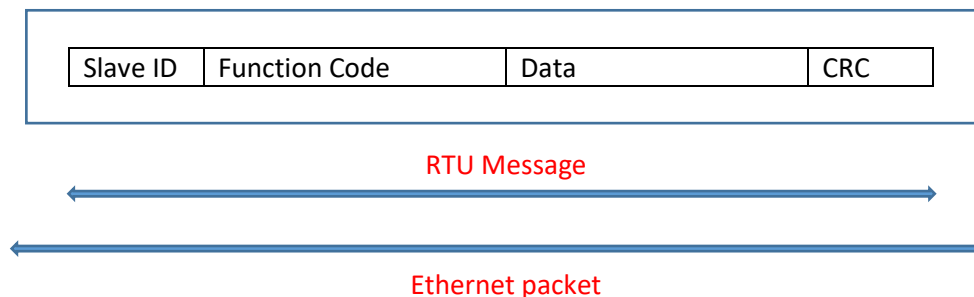 Slave ID Function Code Data CRC
RTU Message
Ethernet packet